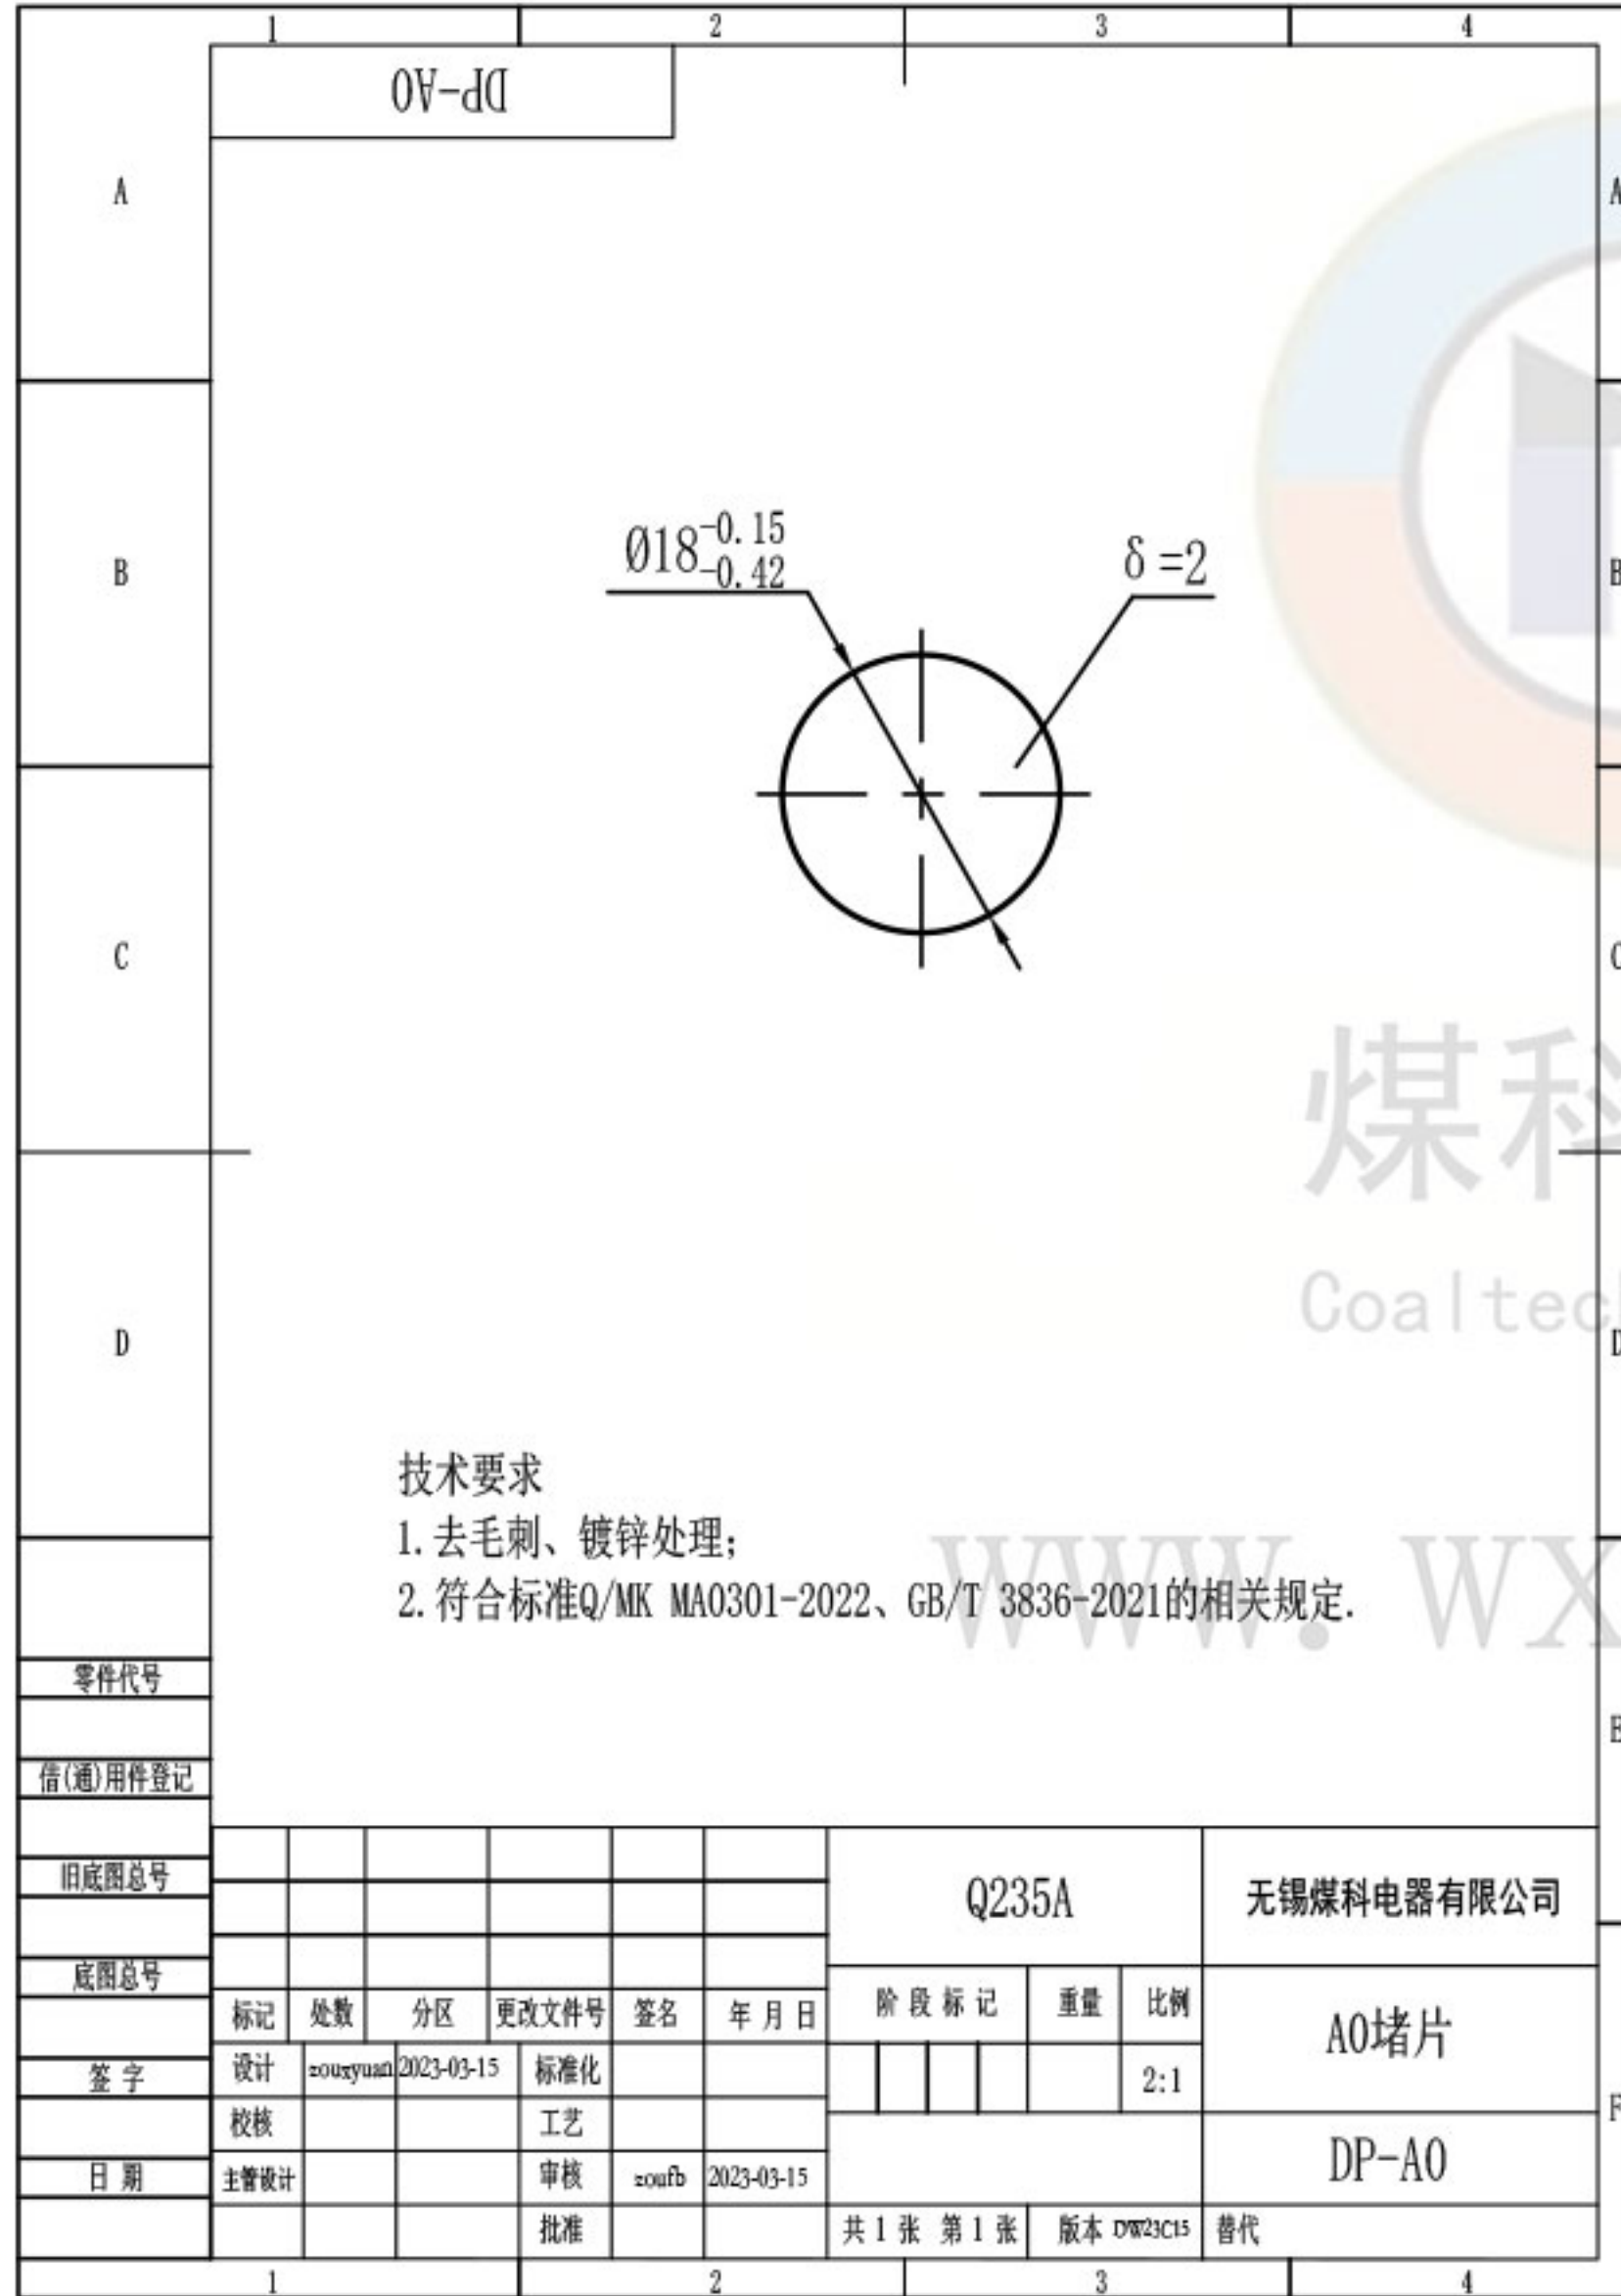 1 2 3 4
DP-A0
A A
B B
C C
D D
E
F
Ø18 -0.15
-0.42
δ=2
煤科
Coaltech
技术要求
1.去毛刺、镀锌处理;
2.符合标准Q/MK MA0301-2022、GB/T 3836-2021的相关规定.
WWW. WX
零件代号
借(通)用件登记
旧底图总号
底图总号
签字
日期
Q235A
无锡煤科电器有限公司
标记 处数 分区 更改文件号 签名 年月日
阶段标记 重量 比例
A0堵片
设计 zouxyuan 2023-03-15 标准化
2:1
校核 工艺
主管设计 审核 zoufb 2023-03-15
DP-A0
批准
共1张 第1张 版本 DW23C15 替代
1 2 3 4